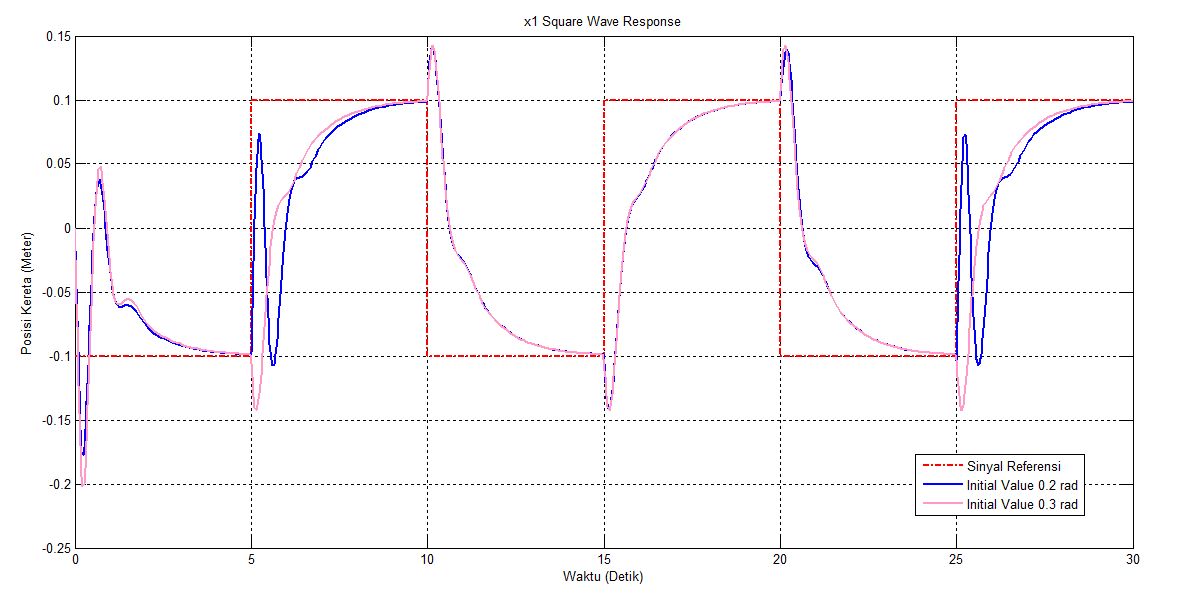 x1 Square Wave Response
0.15
0.1
0.05
0
-0.05
-0.1
-0.15
-0.2
-0.25
Posisi Kereta (Meter)
Sinyal Referensi
Initial Value 0.2 rad
Initial Value 0.3 rad
0 5 10 15 20 25 30
Waktu (Detik)